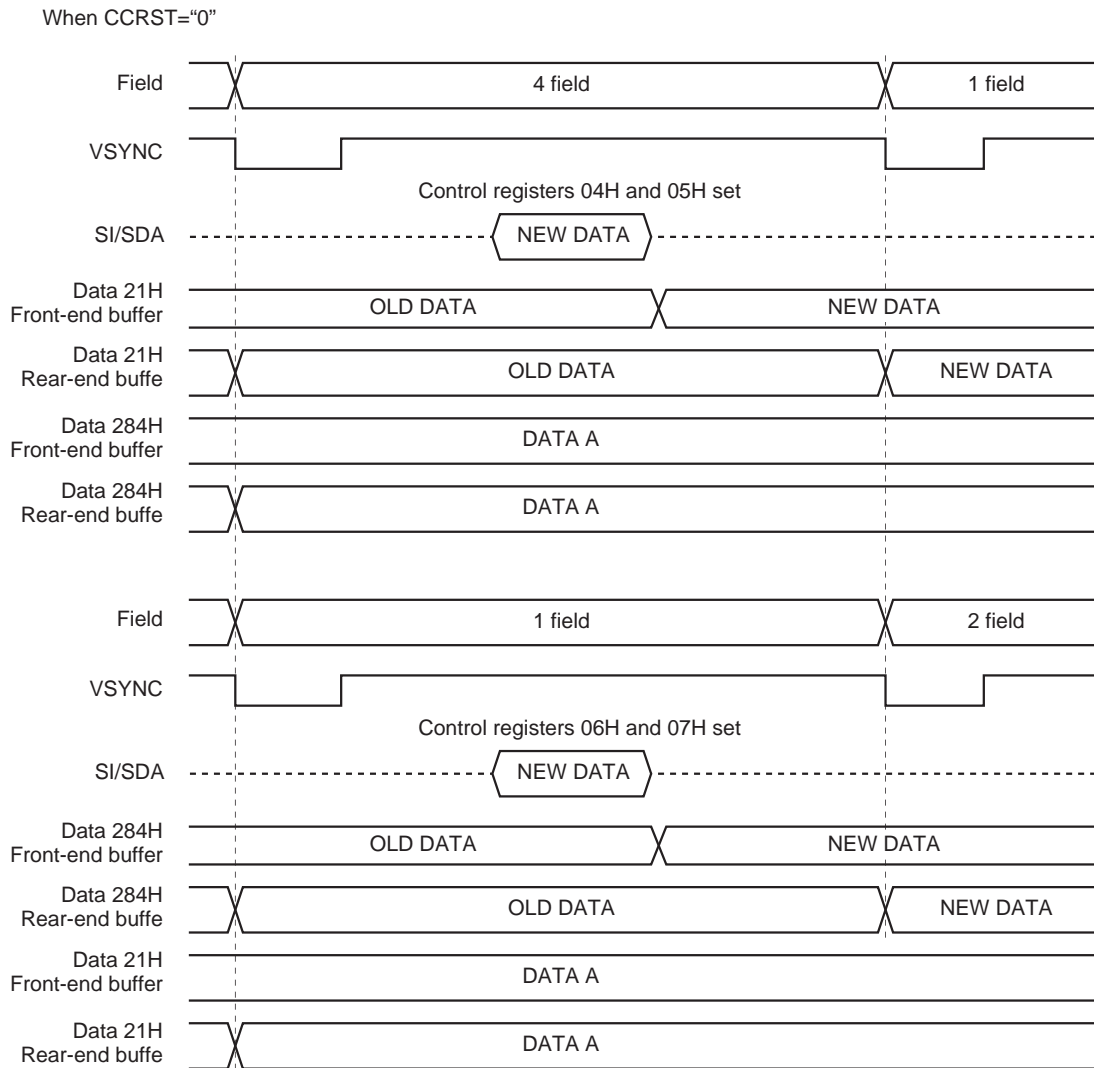 When CCRST=“0”
Field
4 field
1 field
VSYNC
Control registers 04H and 05H set
SI/SDA
NEW DATA
Data 21H
Front-end buffer
OLD DATA
NEW DATA
Data 21H
Rear-end buffe
OLD DATA
NEW DATA
Data 284H
Front-end buffer
DATA A
Data 284H
Rear-end buffe
DATA A
Field
1 field
2 field
VSYNC
Control registers 06H and 07H set
SI/SDA
NEW DATA
Data 284H
Front-end buffer
OLD DATA
NEW DATA
Data 284H
Rear-end buffe
OLD DATA
NEW DATA
Data 21H
Front-end buffer
DATA A
Data 21H
Rear-end buffe
DATA A